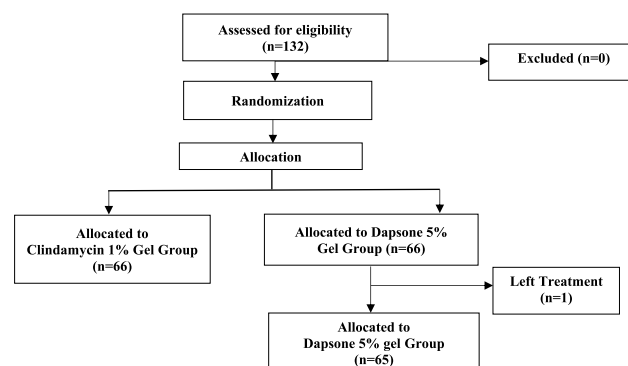 Assessed for eligibility
(n=132)
Excluded (n=0)
Randomization
Allocation
Allocated to
Clindamycin 1% Gel Group
(n=66)
Allocated to Dapsone 5%
Gel Group (n=66)
Left Treatment
(n=1)
Allocated to
Dapsone 5% gel Group
(n=65)